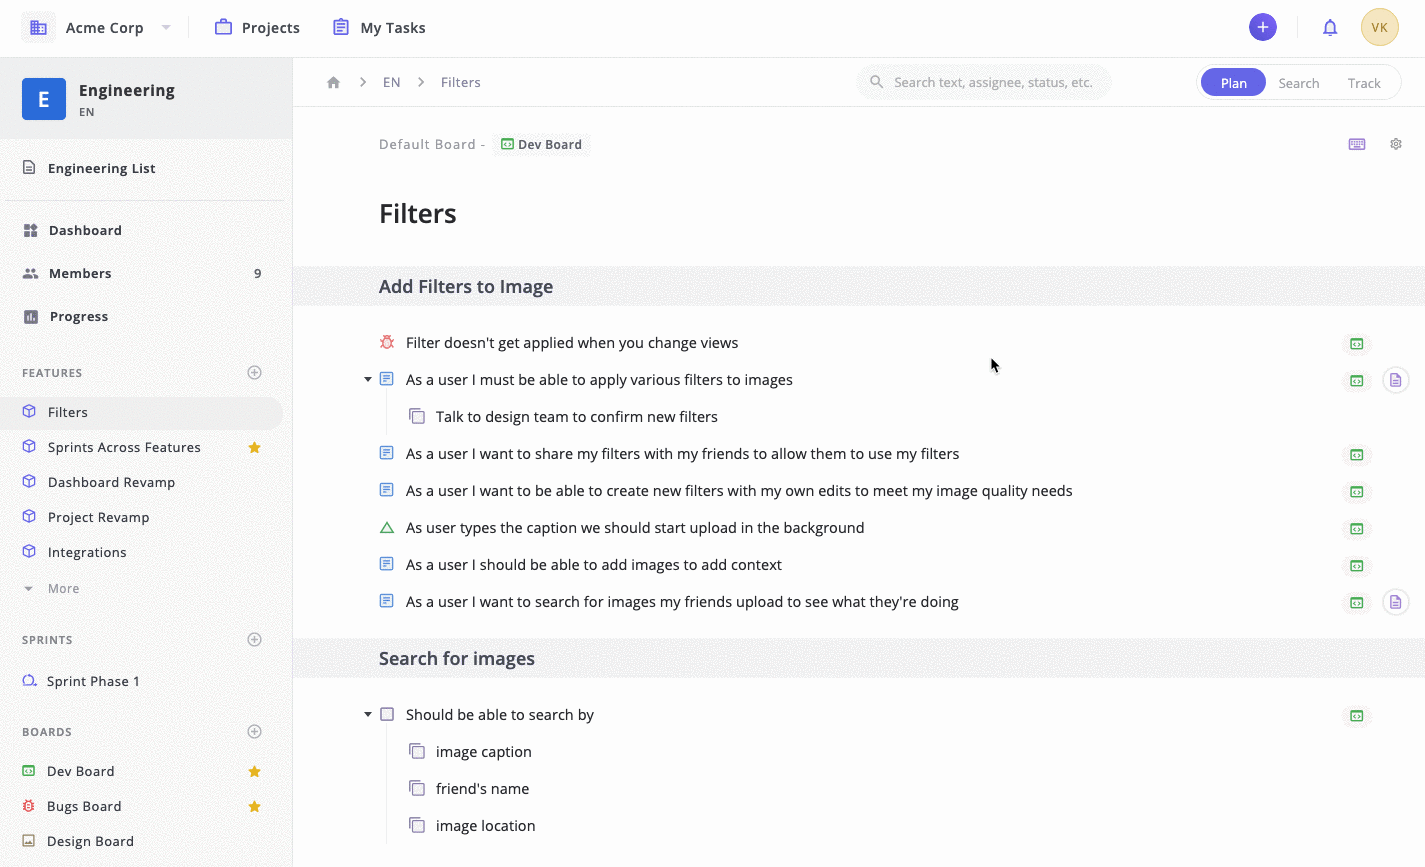 Acme Corp
Projects
My Tasks
VK
E
Engineering
EN
EN
Filters
Search text, assignee, status, etc.
Plan
Search
Track
Engineering List
Dashboard
Members
9
Progress
FEATURES
Filters
Sprints Across Features
Dashboard Revamp
Project Revamp
Integrations
More
SPRINTS
Sprint Phase 1
BOARDS
Dev Board
Bugs Board
Design Board
Default Board -
Dev Board
Filters
Add Filters to Image
Filter doesn't get applied when you change views
As a user I must be able to apply various filters to images
Talk to design team to confirm new filters
As a user I want to share my filters with my friends to allow them to use my filters
As a user I want to be able to create new filters with my own edits to meet my image quality needs
As user types the caption we should start upload in the background
As a user I should be able to add images to add context
As a user I want to search for images my friends upload to see what they're doing
Search for images
Should be able to search by
image caption
friend's name
image location